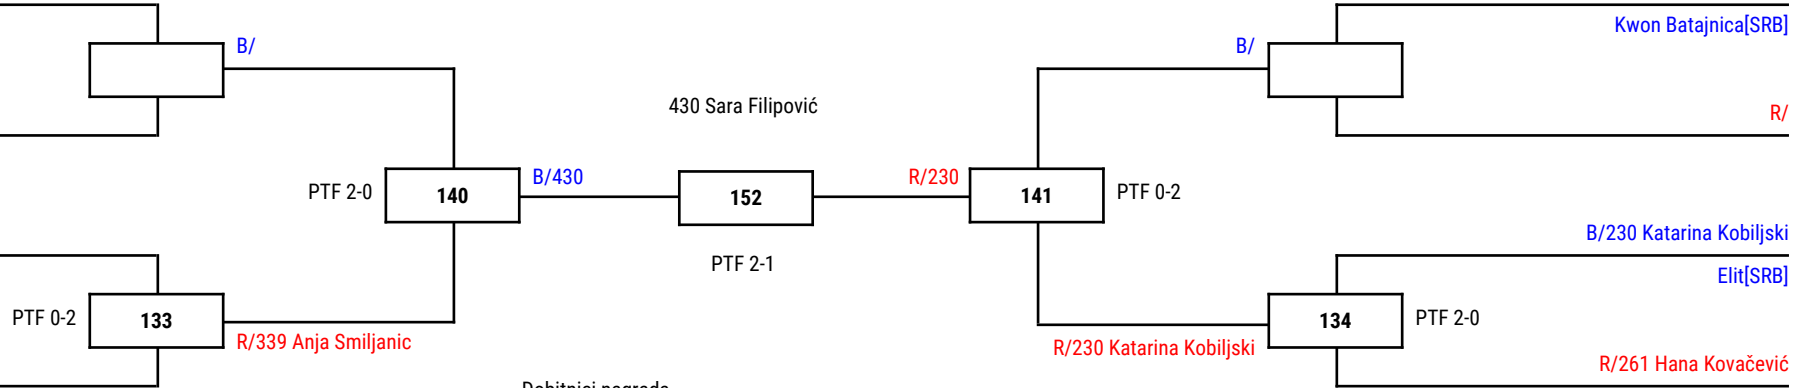 Kwon Batajnica[SRB]
B/
B/
430 Sara Filipović
R/
PTF 2-0
140
B/430
152
R/230
141
PTF 0-2
B/230 Katarina Kobiljski
PTF 2-1
Elit[SRB]
PTF 0-2
133
134
PTF 2-0
R/339 Anja Smiljanic
R/230 Katarina Kobiljski
R/261 Hana Kovačević